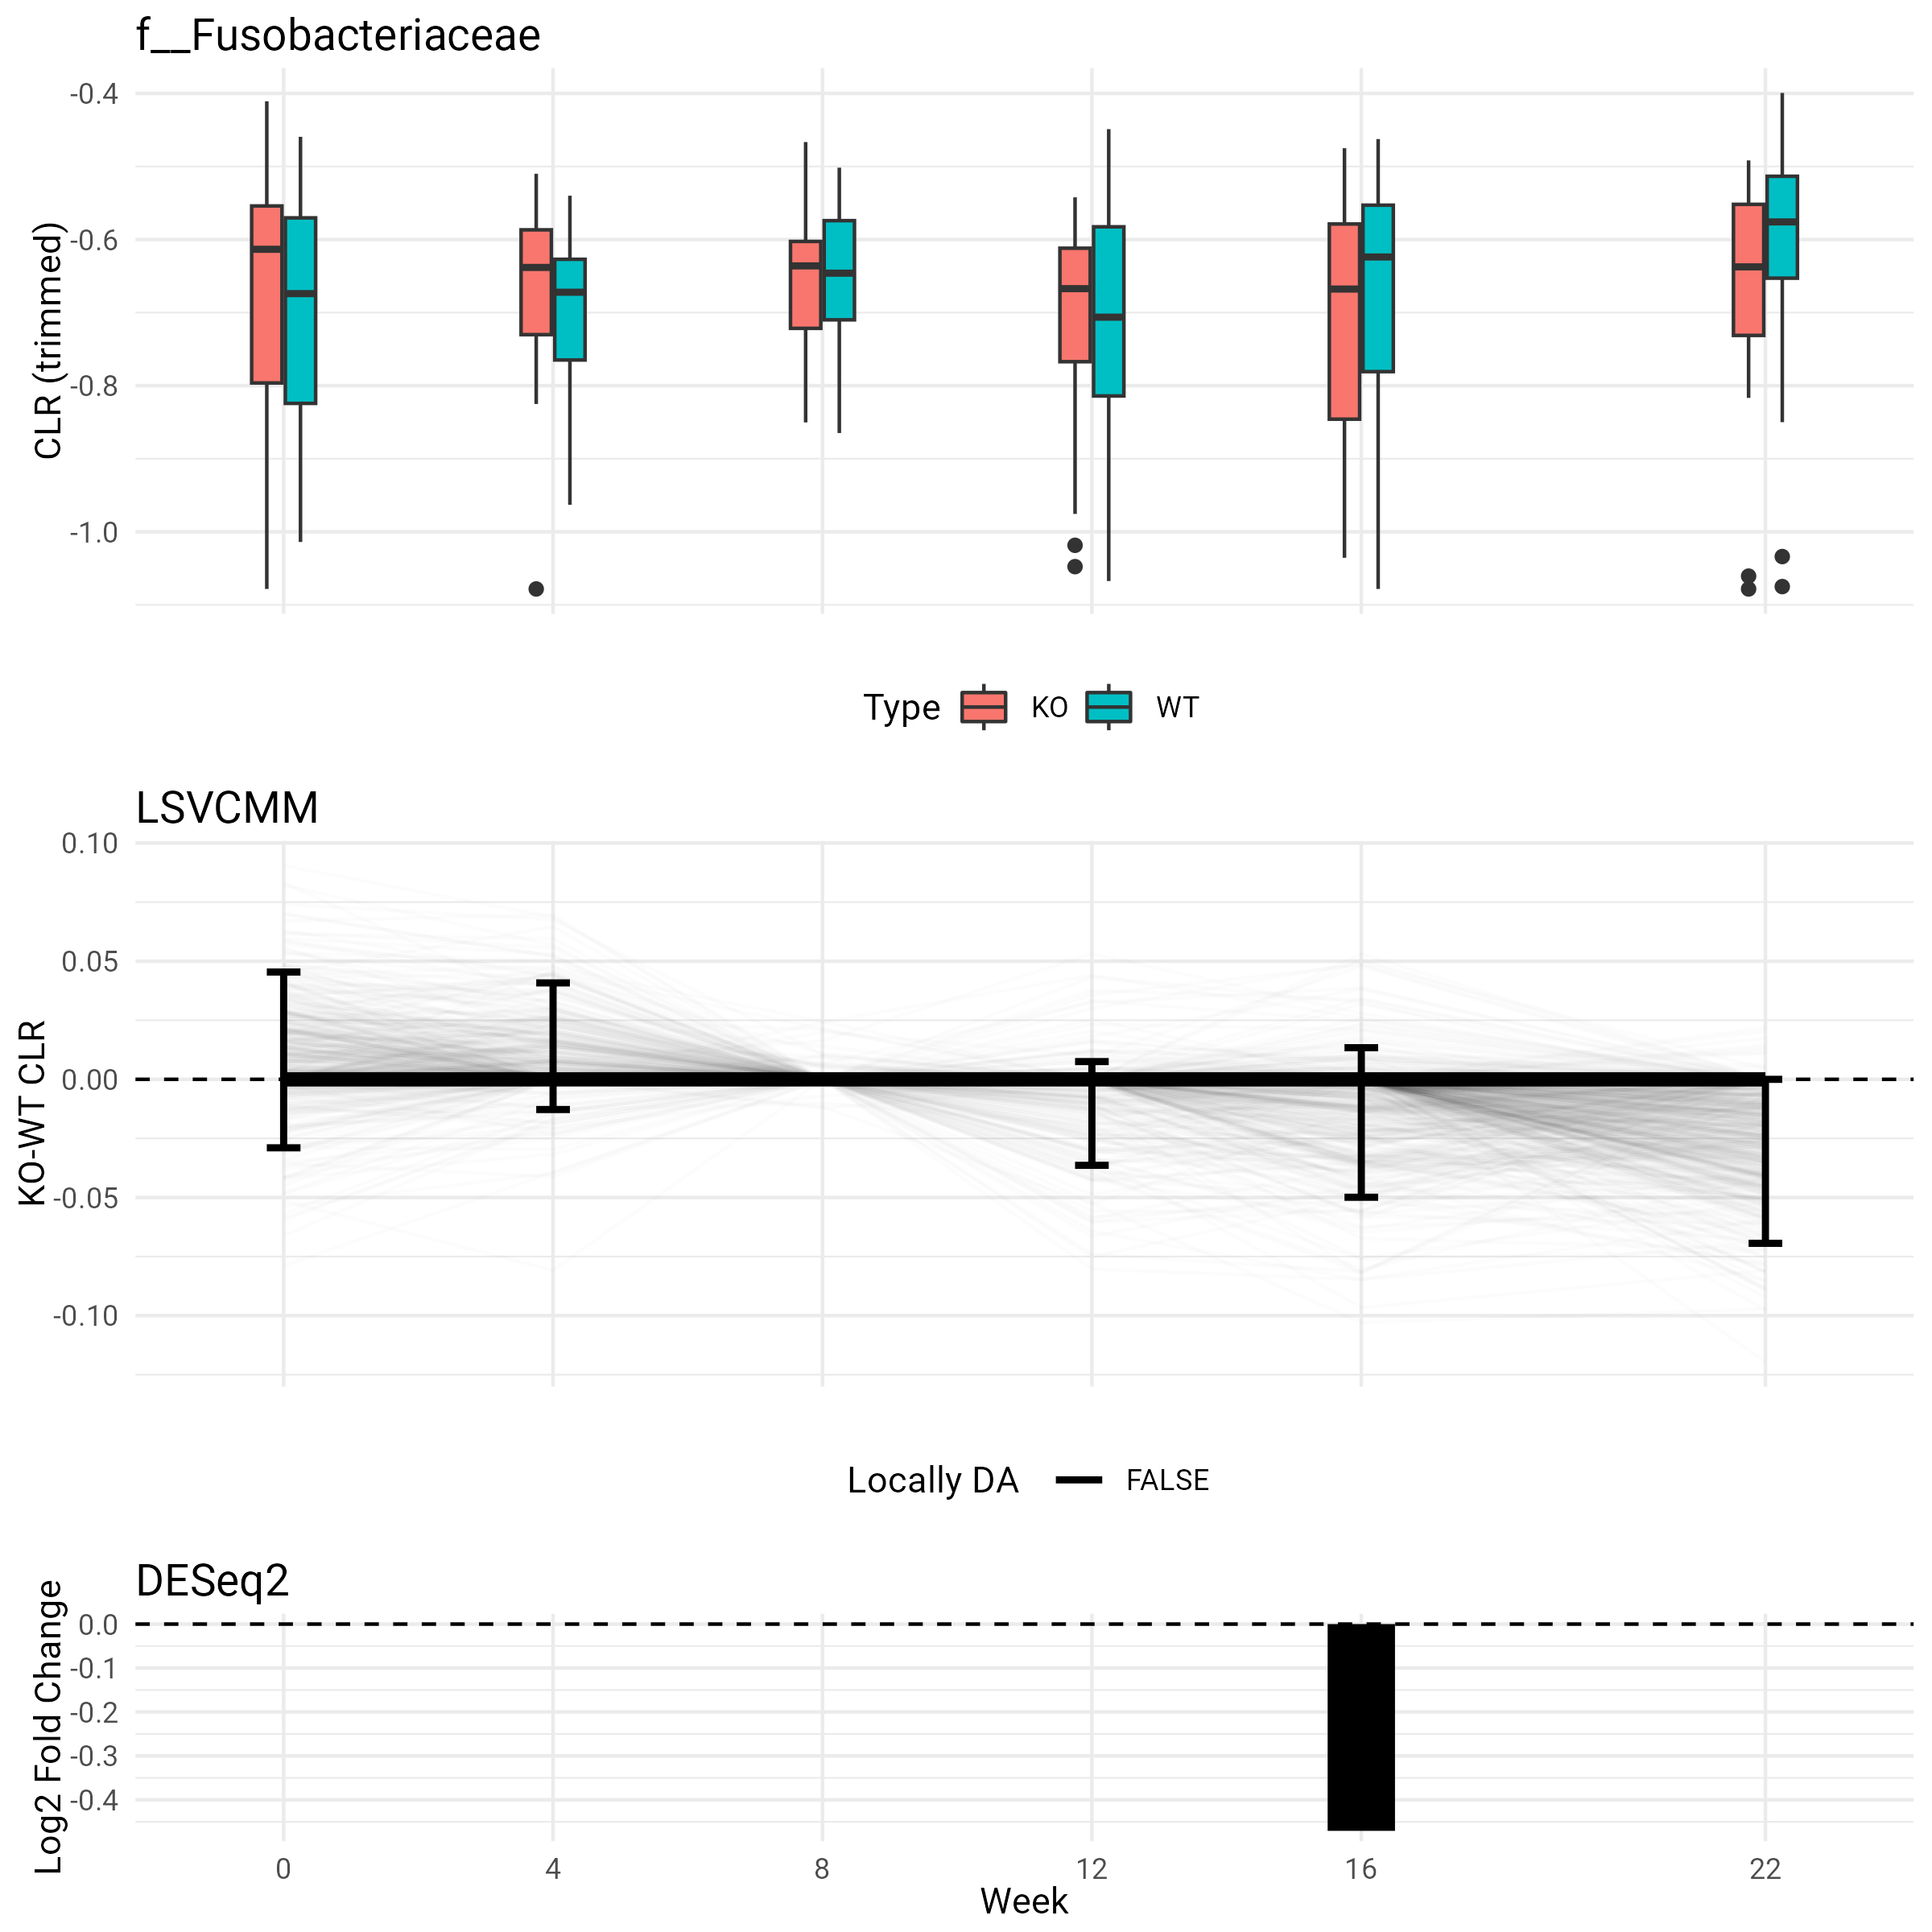 f__Fusobacteriaceae
CLR (trimmed)
-0.4
-0.6
-0.8
-1.0
Type KO WT
LSVCMM
KO-WT CLR
0.10
0.05
0.00
-0.05
-0.10
Locally DA FALSE
DESeq2
Log2 Fold Change
0.0
-0.1
-0.2
-0.3
-0.4
0 4 8 12 16 22
Week